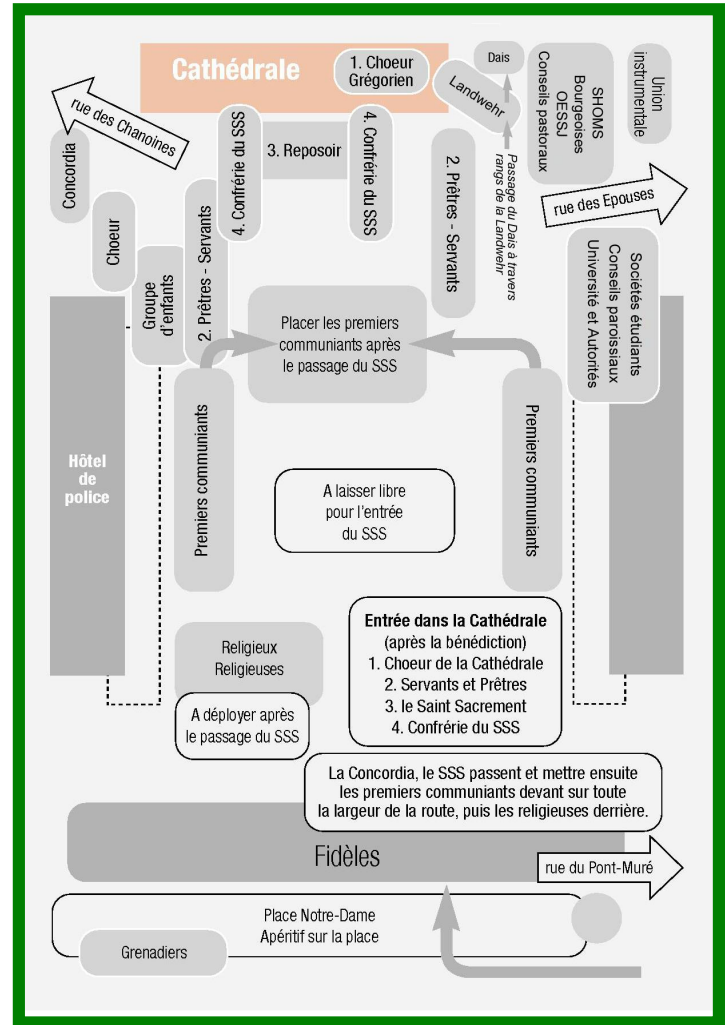 Cathédrale
1. Choeur
Grégorien
Landwehr
Dais
SHOMS
Bourgeoises
OESSJ
Conseils pastoraux
Union
instrumentale
rue des Chanoines
Concordia
Choeur
Groupe
d'enfants
2. Prêtres - Servants
4. Confrérie du SSS
3. Reposoir
4. Confrérie du SSS
2. Prêtres - Servants
Passage du Dais à travers
rangs de la Landwehr
rue des Epouses
Sociétés étudiants
Conseils paroissiaux
Université et Autorités
Placer les premiers
communiants après
le passage du SSS
Hôtel
de
police
Premiers communiants
A laisser libre
pour l'entrée
du SSS
Premiers communiants
Religieux
Religieuses
A déployer après
le passage du SSS
Entrée dans la Cathédrale
(après la bénédiction)
1. Choeur de la Cathédrale
2. Servants et Prêtres
3. le Saint Sacrement
4. Confrérie du SSS
La Concordia, le SSS passent et mettre ensuite
les premiers communiants devant sur toute
la largeur de la route, puis les religieuses derrière.
Fidèles
rue du Pont-Muré
Place Notre-Dame
Apéritif sur la place
Grenadiers